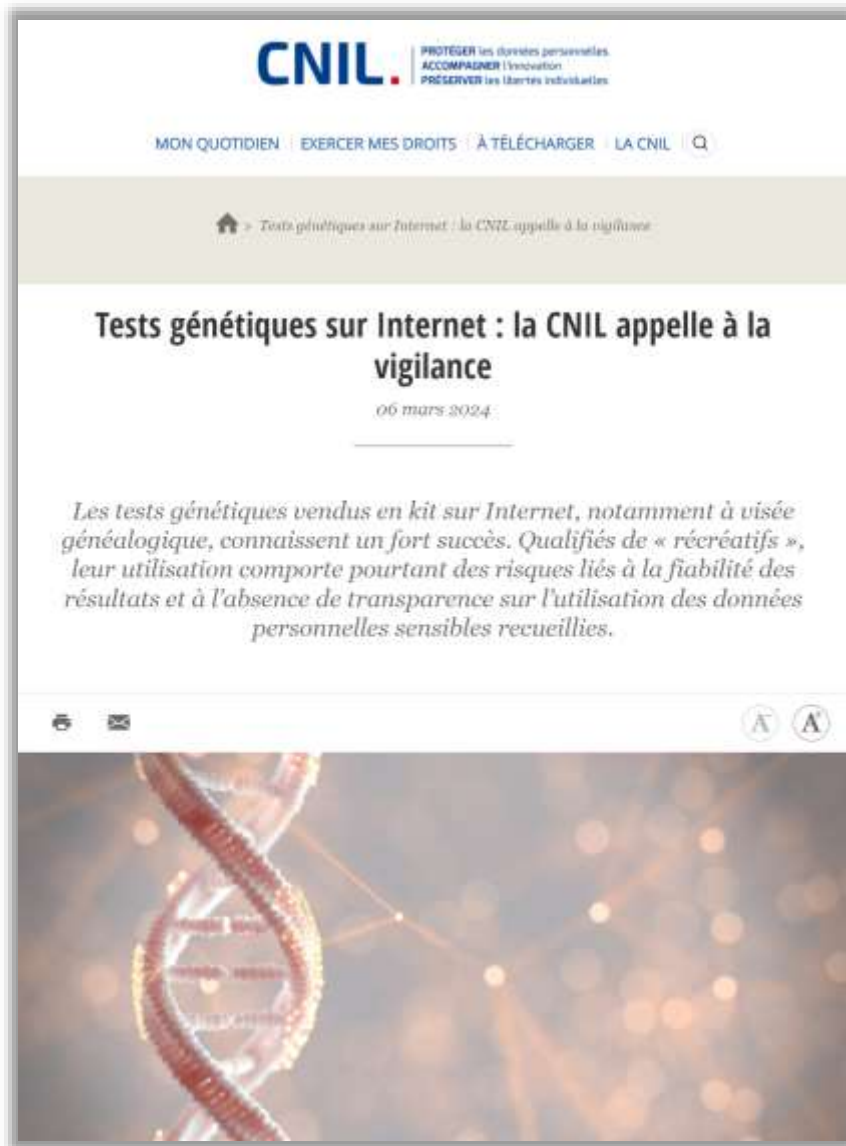 CNIL.
PROTÉGER les données personnelles
ACCOMPAGNER l'innovation
PRÉSERVER les libertés individuelles
MON QUOTIDIEN | EXERCER MES DROITS | À TÉLÉCHARGER | LA CNIL
> Tests génétiques sur Internet : la CNIL appelle à la vigilance
Tests génétiques sur Internet : la CNIL appelle à la
vigilance
06 mars 2024
Les tests génétiques vendus en kit sur Internet, notamment à visée
généalogique, connaissent un fort succès. Qualifiés de « récréatifs »,
leur utilisation comporte pourtant des risques liés à la fiabilité des
résultats et à l'absence de transparence sur l'utilisation des données
personnelles sensibles recueillies.
A- A+